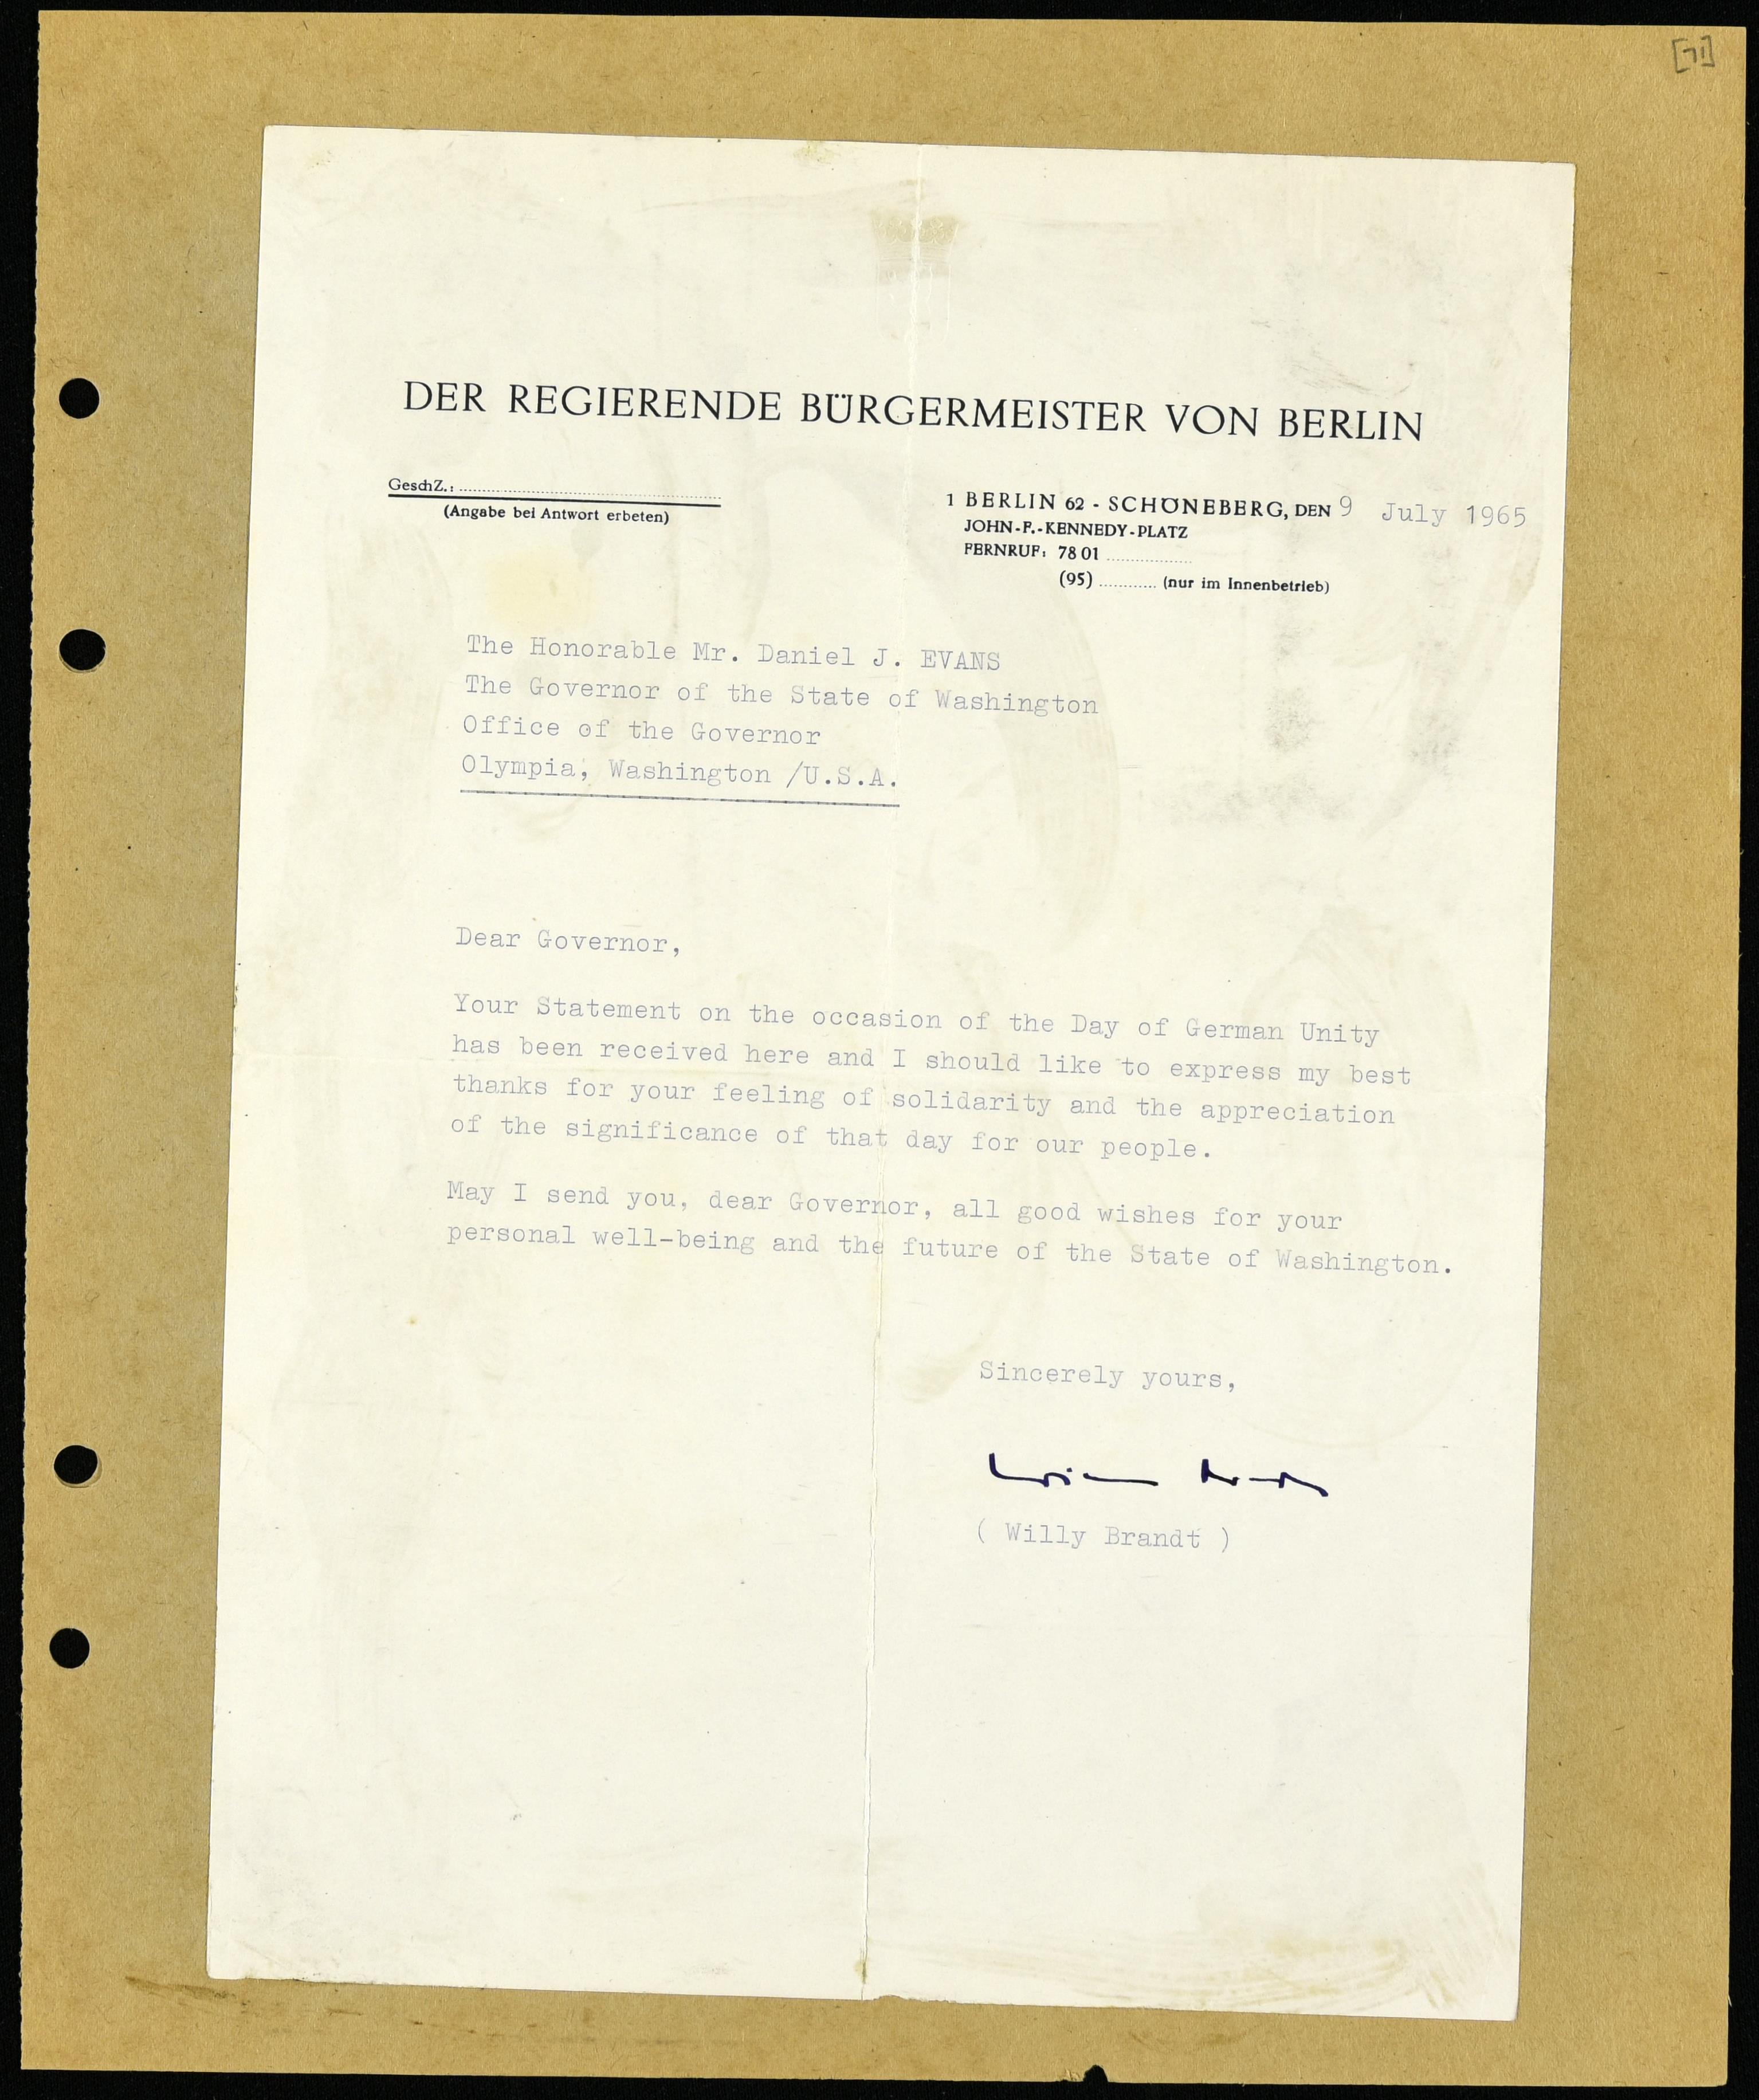 [71]
DER REGIERENDE BÜRGERMEISTER VON BERLIN
GeschZ.:
(Angabe bei Antwort erbeten)
1 BERLIN 62 - SCHÖNEBERG, DEN 9 July 1965
JOHN-F.-KENNEDY-PLATZ
FERNRUF: 78 01
(95) (nur im Innenbetrieb)
The Honorable Mr. Daniel J. EVANS
The Governor of the State of Washington
Office of the Governor
Olympia, Washington /U.S.A.
Dear Governor,
Your Statement on the occasion of the Day of German Unity
has been received here and I should like to express my best
thanks for your feeling of solidarity and the appreciation
of the significance of that day for our people.
May I send you, dear Governor, all good wishes for your
personal well-being and the future of the State of Washington.
Sincerely yours,
Willy Brandt
( Willy Brandt )